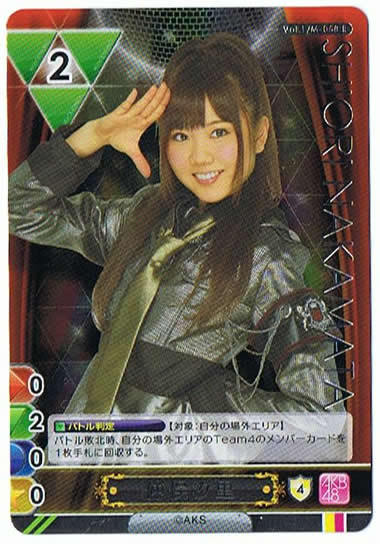 Vol.1/M-058 R
2
SHIORI NAKAMATA
0
2
0
0
バトル判定 【対象:自分の場外エリア】
バトル敗北時、自分の場外エリアのTeam4のメンバーカードを
1枚手札に回収する。
4
AKB
48
©AKS